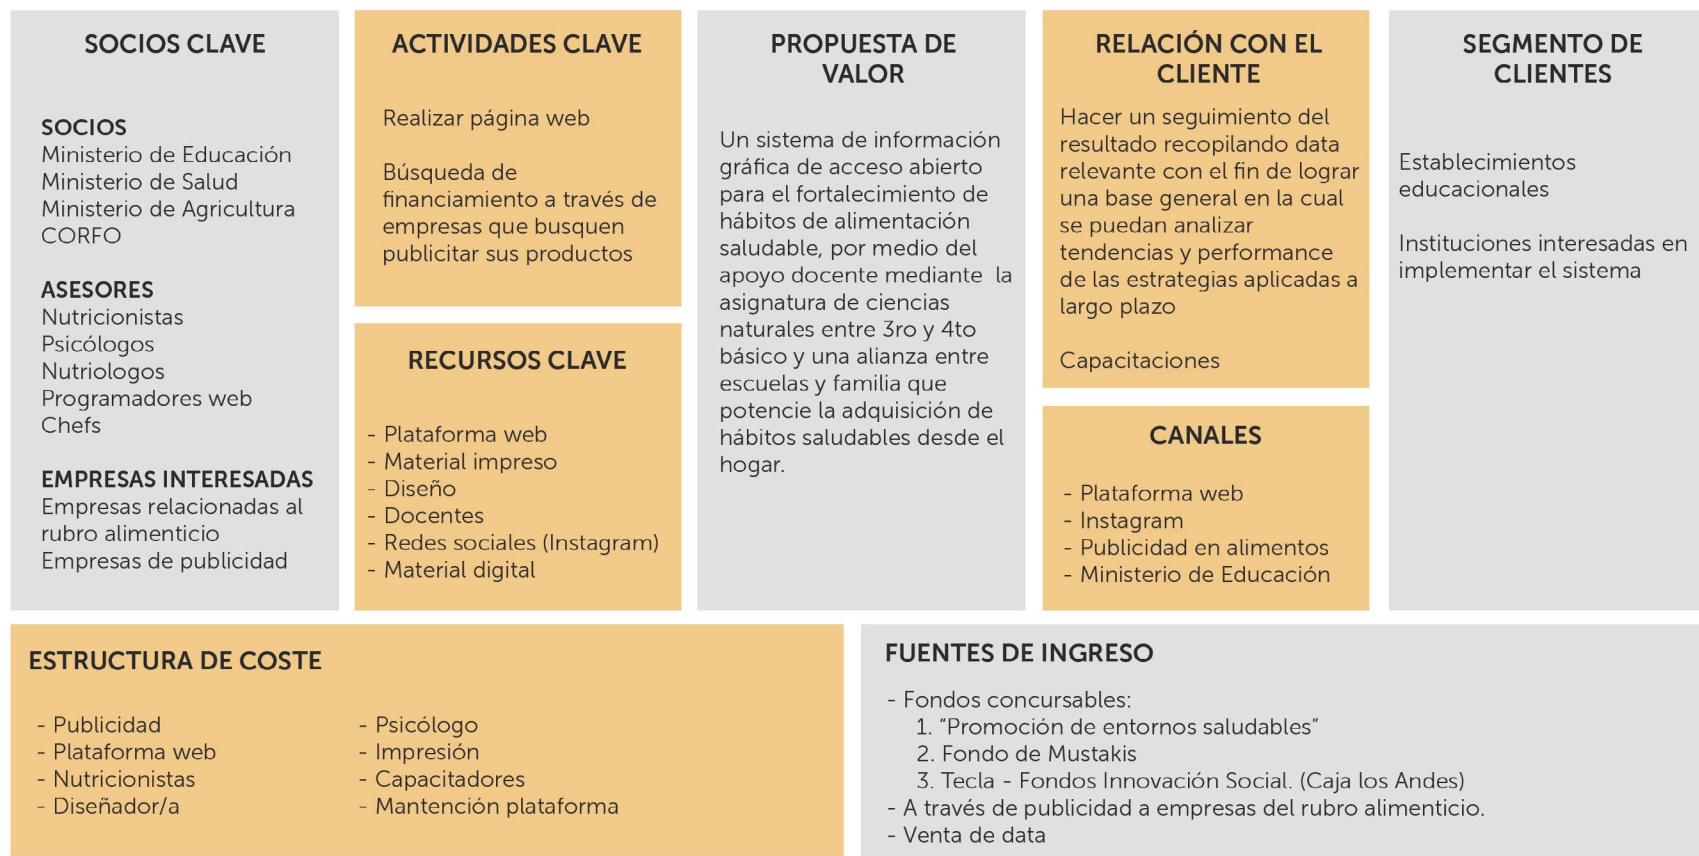 SOCIOS CLAVE
SOCIOS
Ministerio de Educación
Ministerio de Salud
Ministerio de Agricultura
CORFO
ASESORES
Nutricionistas
Psicólogos
Nutriologos
Programadores web
Chefs
EMPRESAS INTERESADAS
Empresas relacionadas al
rubro alimenticio
Empresas de publicidad
ACTIVIDADES CLAVE
Realizar página web
Búsqueda de
financiamiento a través de
empresas que busquen
publicitar sus productos
RECURSOS CLAVE
- Plataforma web
- Material impreso
- Diseño
- Docentes
- Redes sociales (Instagram)
- Material digital
PROPUESTA DE
VALOR
Un sistema de información
gráfica de acceso abierto
para el fortalecimiento de
hábitos de alimentación
saludable, por medio del
apoyo docente mediante la
asignatura de ciencias
naturales entre 3ro y 4to
básico y una alianza entre
escuelas y familia que
potencie la adquisición de
hábitos saludables desde el
hogar.
RELACIÓN CON EL
CLIENTE
Hacer un seguimiento del
resultado recopilando data
relevante con el fin de lograr
una base general en la cual
se puedan analizar
tendencias y performance
de las estrategias aplicadas a
largo plazo
Capacitaciones
CANALES
- Plataforma web
- Instagram
- Publicidad en alimentos
- Ministerio de Educación
SEGMENTO DE
CLIENTES
Establecimientos
educacionales
Instituciones interesadas en
implementar el sistema
ESTRUCTURA DE COSTE
- Publicidad
- Plataforma web
- Nutricionistas
- Diseñador/a
- Psicólogo
- Impresión
- Capacitadores
- Mantención plataforma
FUENTES DE INGRESO
- Fondos concursables:
1. “Promoción de entornos saludables”
2. Fondo de Mustakis
3. Tecla - Fondos Innovación Social. (Caja los Andes)
- A través de publicidad a empresas del rubro alimenticio.
- Venta de data